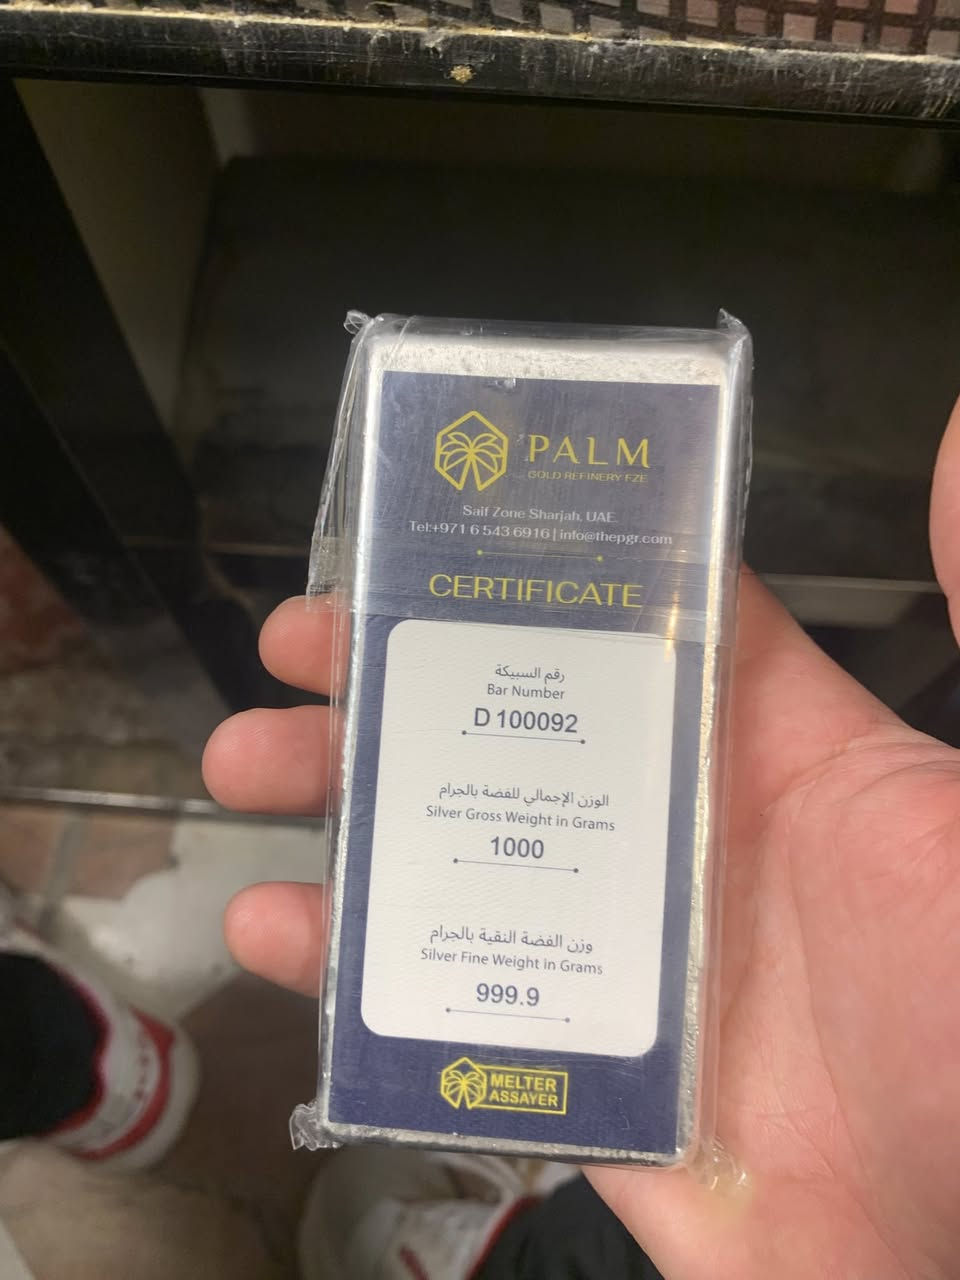 PALM
GOLD REFINERY FZE
Saif Zone Sharjah, UAE.
Tel:+971 6 543 6916 | info@thepgr.com
CERTIFICATE
رقم السبيكة
Bar Number
D 100092
الوزن الإجمالي للفضة بالجرام
Silver Gross Weight in Grams
1000
وزن الفضة النقية بالجرام
Silver Fine Weight in Grams
999.9
MELTER
ASSAYER